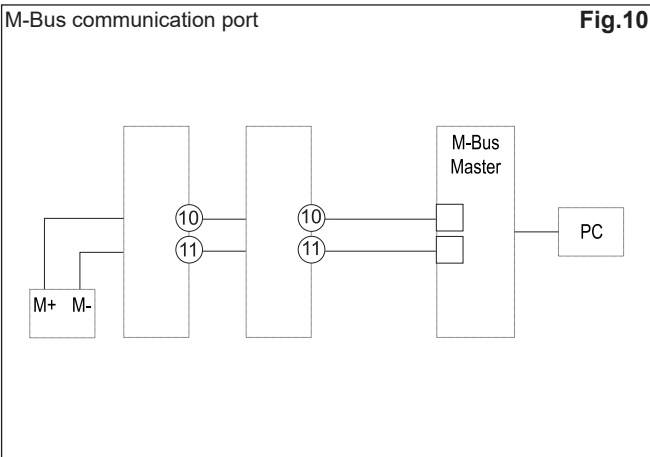 M-Bus communication port
Fig.10
M-Bus
Master
10
10
11
11
PC
M+ M-